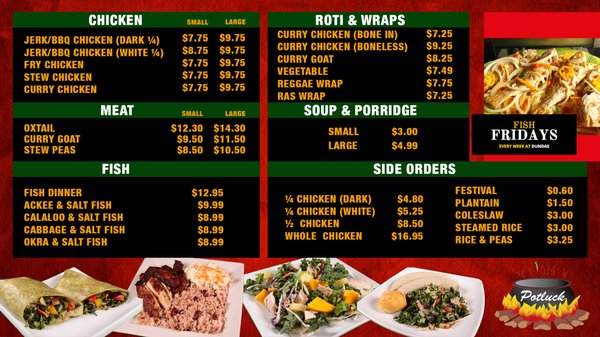 CHICKEN SMALL LARGE
JERK/BBQ CHICKEN (DARK ¼) $7.75 $9.75
JERK/BBQ CHICKEN (WHITE ¼) $8.75 $9.75
FRY CHICKEN $7.75 $9.75
STEW CHICKEN $7.75 $9.75
CURRY CHICKEN $7.75 $9.75
MEAT SMALL LARGE
OXTAIL $12.30 $14.30
CURRY GOAT $9.50 $11.50
STEW PEAS $8.50 $10.50
FISH
FISH DINNER $12.95
ACKEE & SALT FISH $9.99
CALALOO & SALT FISH $8.99
CABBAGE & SALT FISH $8.99
OKRA & SALT FISH $8.99
ROTI & WRAPS
CURRY CHICKEN (BONE IN) $7.25
CURRY CHICKEN (BONELESS) $9.25
CURRY GOAT $8.25
VEGETABLE $7.49
REGGAE WRAP $7.75
RAS WRAP $7.25
SOUP & PORRIDGE
SMALL $3.00
LARGE $4.99
SIDE ORDERS
¼ CHICKEN (DARK) $4.80
¼ CHICKEN (WHITE) $5.25
½ CHICKEN $8.50
WHOLE CHICKEN $16.95
FESTIVAL $0.60
PLANTAIN $1.50
COLESLAW $3.00
STEAMED RICE $3.00
RICE & PEAS $3.25
FISH
FRIDAYS
EVERY WEEK AT DUNDAS
Potluck